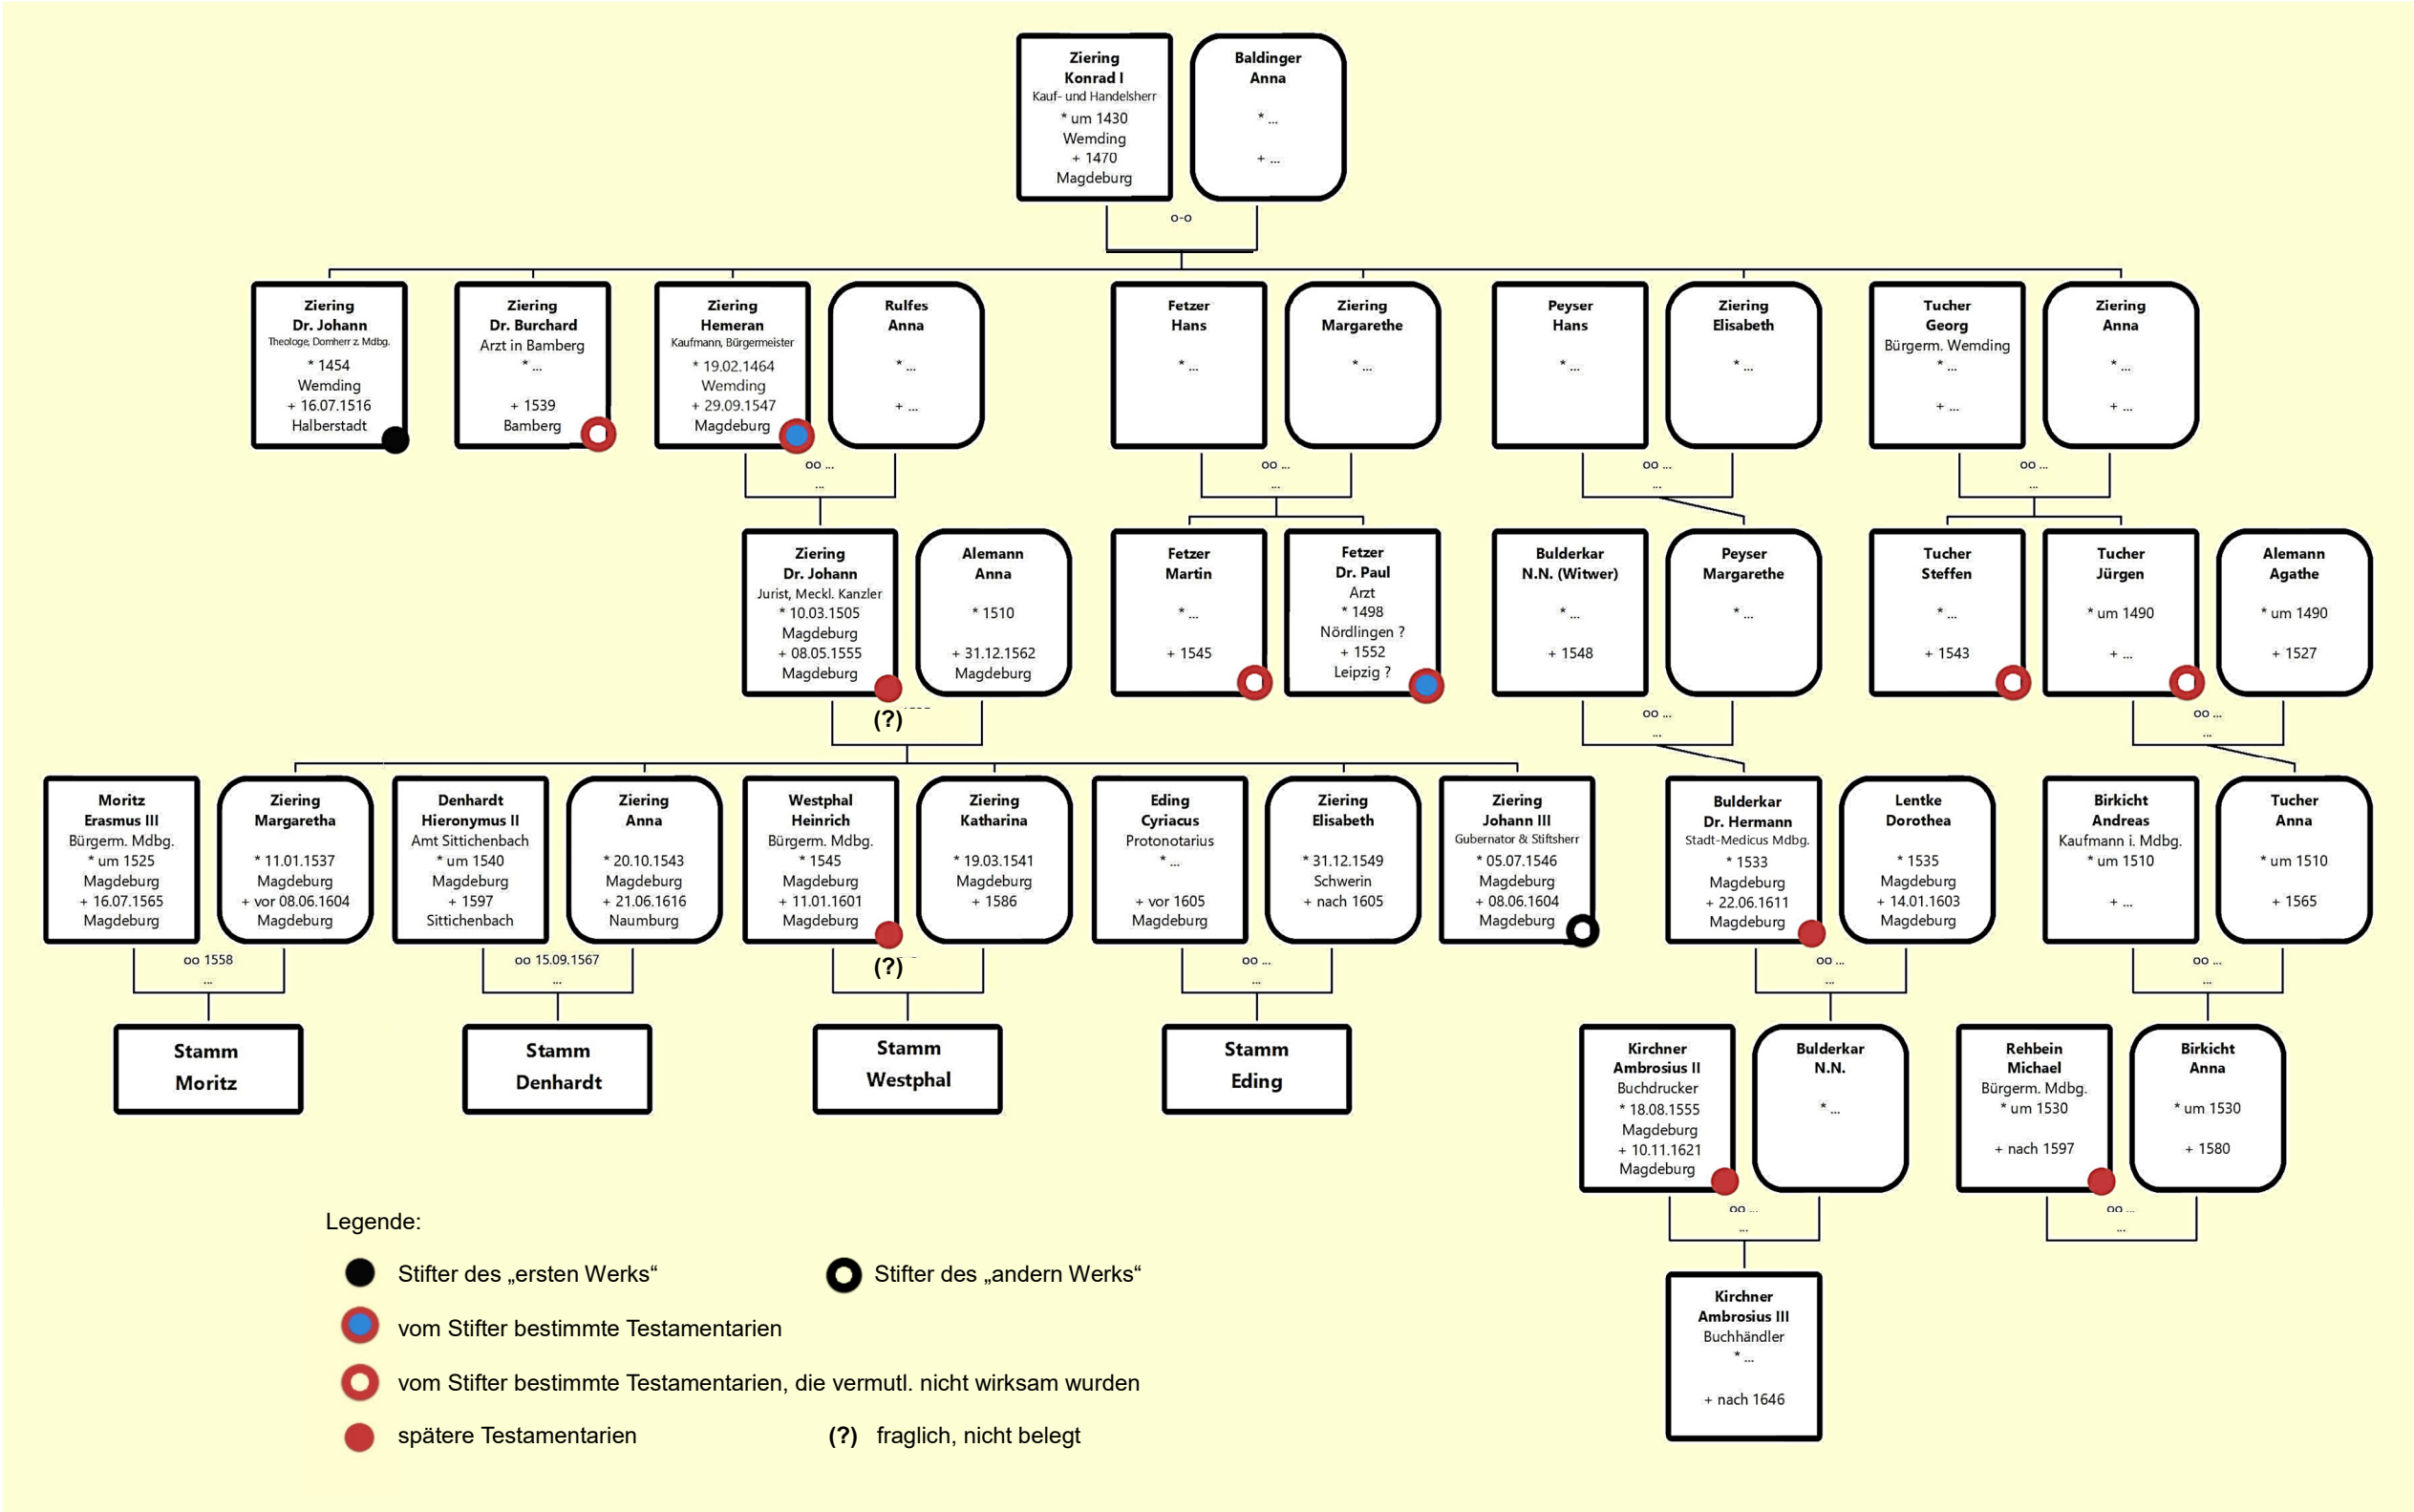 Ziering
Konrad I
Kauf- und Handelsherr
* um 1430
Wemding
+ 1470
Magdeburg
Baldinger
Anna
* ...
+ ...
o-o
Ziering
Dr. Johann
Theologe, Domherr z. Mdbg.
* 1454
Wemding
+ 16.07.1516
Halberstadt
Ziering
Dr. Burchard
Arzt in Bamberg
* ...
+ 1539
Bamberg
Ziering
Hemeran
Kaufmann, Bürgermeister
* 19.02.1464
Wemding
+ 29.09.1547
Magdeburg
Rulfes
Anna
* ...
+ ...
Fetzer
Hans
* ...
Ziering
Margarethe
* ...
Peyser
Hans
* ...
Ziering
Elisabeth
* ...
Tucher
Georg
Bürgerm. Wemding
* ...
+ ...
Ziering
Anna
* ...
+ ...
oo ...
...
oo ...
...
oo ...
...
oo ...
...
Ziering
Dr. Johann
Jurist, Meckl. Kanzler
* 10.03.1505
Magdeburg
+ 08.05.1555
Magdeburg
Alemann
Anna
* 1510
+ 31.12.1562
Magdeburg
Fetzer
Martin
* ...
+ 1545
Fetzer
Dr. Paul
Arzt
* 1498
Nördlingen ?
+ 1552
Leipzig ?
Bulderkar
N.N. (Witwer)
* ...
+ 1548
Peyser
Margarethe
* ...
Tucher
Steffen
* ...
+ 1543
Tucher
Jürgen
* um 1490
+ ...
Alemann
Agathe
* um 1490
+ 1527
(?)
oo ...
...
oo ...
...
Moritz
Erasmus III
Bürgerm. Mdbg.
* um 1525
Magdeburg
+ 16.07.1565
Magdeburg
Ziering
Margaretha
* 11.01.1537
Magdeburg
+ vor 08.06.1604
Magdeburg
Denhardt
Hieronymus II
Amt Sittichenbach
* um 1540
Magdeburg
+ 1597
Sittichenbach
Ziering
Anna
* 20.10.1543
Magdeburg
+ 21.06.1616
Naumburg
Westphal
Heinrich
Bürgerm. Mdbg.
* 1545
Magdeburg
+ 11.01.1601
Magdeburg
Ziering
Katharina
* 19.03.1541
Magdeburg
+ 1586
Eding
Cyriacus
Protonotarius
* ...
+ vor 1605
Magdeburg
Ziering
Elisabeth
* 31.12.1549
Schwerin
+ nach 1605
Ziering
Johann III
Gubernator & Stiftsherr
* 05.07.1546
Magdeburg
+ 08.06.1604
Magdeburg
Bulderkar
Dr. Hermann
Stadt-Medicus Mdbg.
* 1533
Magdeburg
+ 22.06.1611
Magdeburg
Lentke
Dorothea
* 1535
Magdeburg
+ 14.01.1603
Magdeburg
Birkicht
Andreas
Kaufmann i. Mdbg.
* um 1510
+ ...
Tucher
Anna
* um 1510
+ 1565
oo 1558
...
oo 15.09.1567
...
(?)
oo ...
...
oo ...
...
oo ...
...
Stamm
Moritz
Stamm
Denhardt
Stamm
Westphal
Stamm
Eding
Kirchner
Ambrosius II
Buchdrucker
* 18.08.1555
Magdeburg
+ 10.11.1621
Magdeburg
Bulderkar
N.N.
* ...
Rehbein
Michael
Bürgerm. Mdbg.
* um 1530
+ nach 1597
Birkicht
Anna
* um 1530
+ 1580
oo ...
...
oo ...
...
Kirchner
Ambrosius III
Buchhändler
* ...
+ nach 1646
Legende:
Stifter des „ersten Werks“
Stifter des „andern Werks“
vom Stifter bestimmte Testamentarien
vom Stifter bestimmte Testamentarien, die vermutl. nicht wirksam wurden
spätere Testamentarien
(?) fraglich, nicht belegt